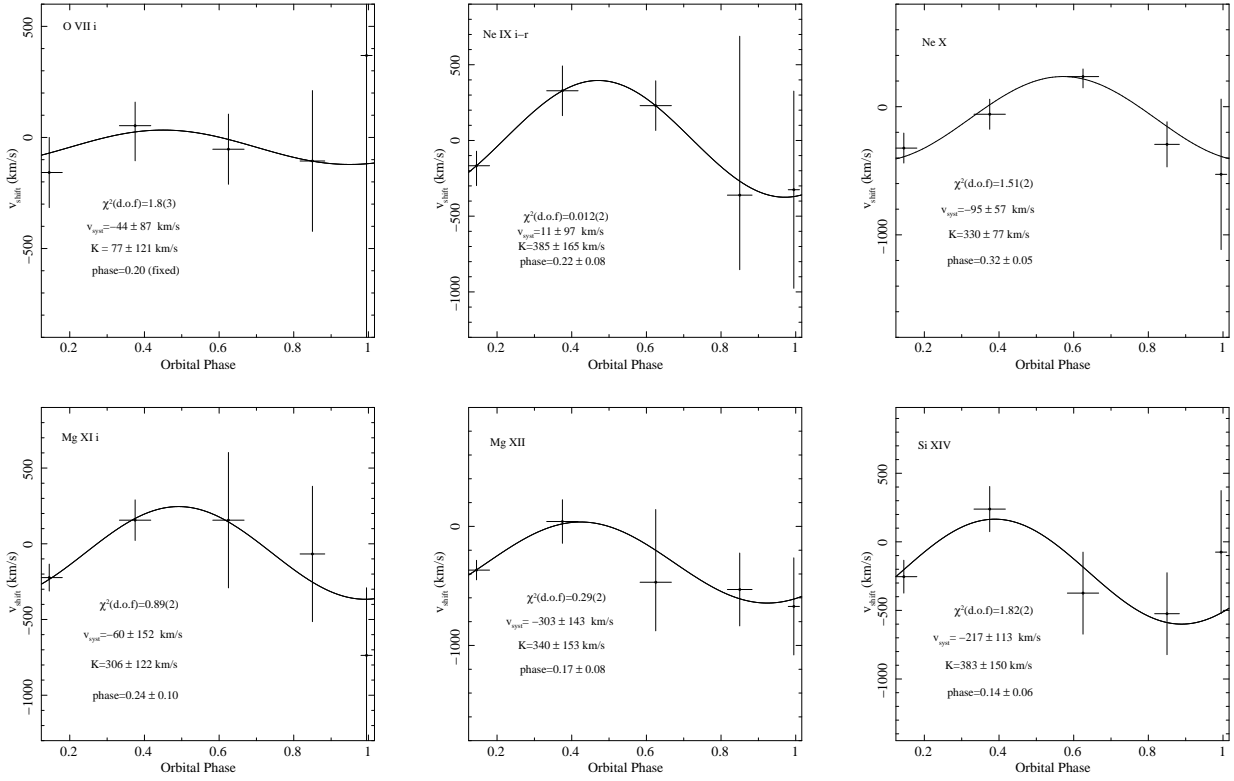 O VII i
500
0
−500
v_shift (km/s)
χ²(d.o.f)=1.8(3)
v_syst=−44 ± 87 km/s
K = 77 ± 121 km/s
phase=0.20 (fixed)
0.2 0.4 0.6 0.8 1
Orbital Phase
Ne IX i−r
500
0
−500
−1000
v_shift (km/s)
χ²(d.o.f)=0.012(2)
v_syst=11 ± 97 km/s
K=385 ± 165 km/s
phase=0.22 ± 0.08
0.2 0.4 0.6 0.8 1
Orbital Phase
Ne X
0
−1000
v_shift (km/s)
χ²(d.o.f)=1.51(2)
v_syst=−95 ± 57 km/s
K=330 ± 77 km/s
phase=0.32 ± 0.05
0.2 0.4 0.6 0.8 1
Orbital Phase
Mg XI i
500
0
−500
−1000
v_shift (km/s)
χ²(d.o.f)=0.89(2)
v_syst=−60 ± 152 km/s
K=306 ± 122 km/s
phase=0.24 ± 0.10
0.2 0.4 0.6 0.8 1
Orbital Phase
Mg XII
0
−1000
v_shift (km/s)
χ²(d.o.f)=0.29(2)
v_syst= −303 ± 143 km/s
K=340 ± 153 km/s
phase=0.17 ± 0.08
0.2 0.4 0.6 0.8 1
Orbital Phase
Si XIV
500
0
−500
−1000
v_shift (km/s)
χ²(d.o.f)=1.82(2)
v_syst= −217 ± 113 km/s
K=383 ± 150 km/s
phase=0.14 ± 0.06
0.2 0.4 0.6 0.8 1
Orbital Phase